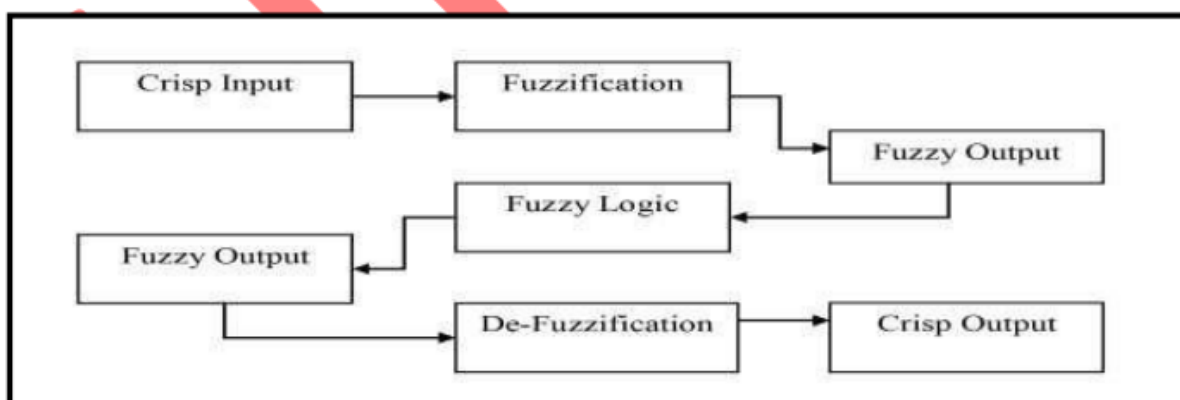 Crisp Input
Fuzzification
Fuzzy Output
Fuzzy Logic
Fuzzy Output
De-Fuzzification
Crisp Output